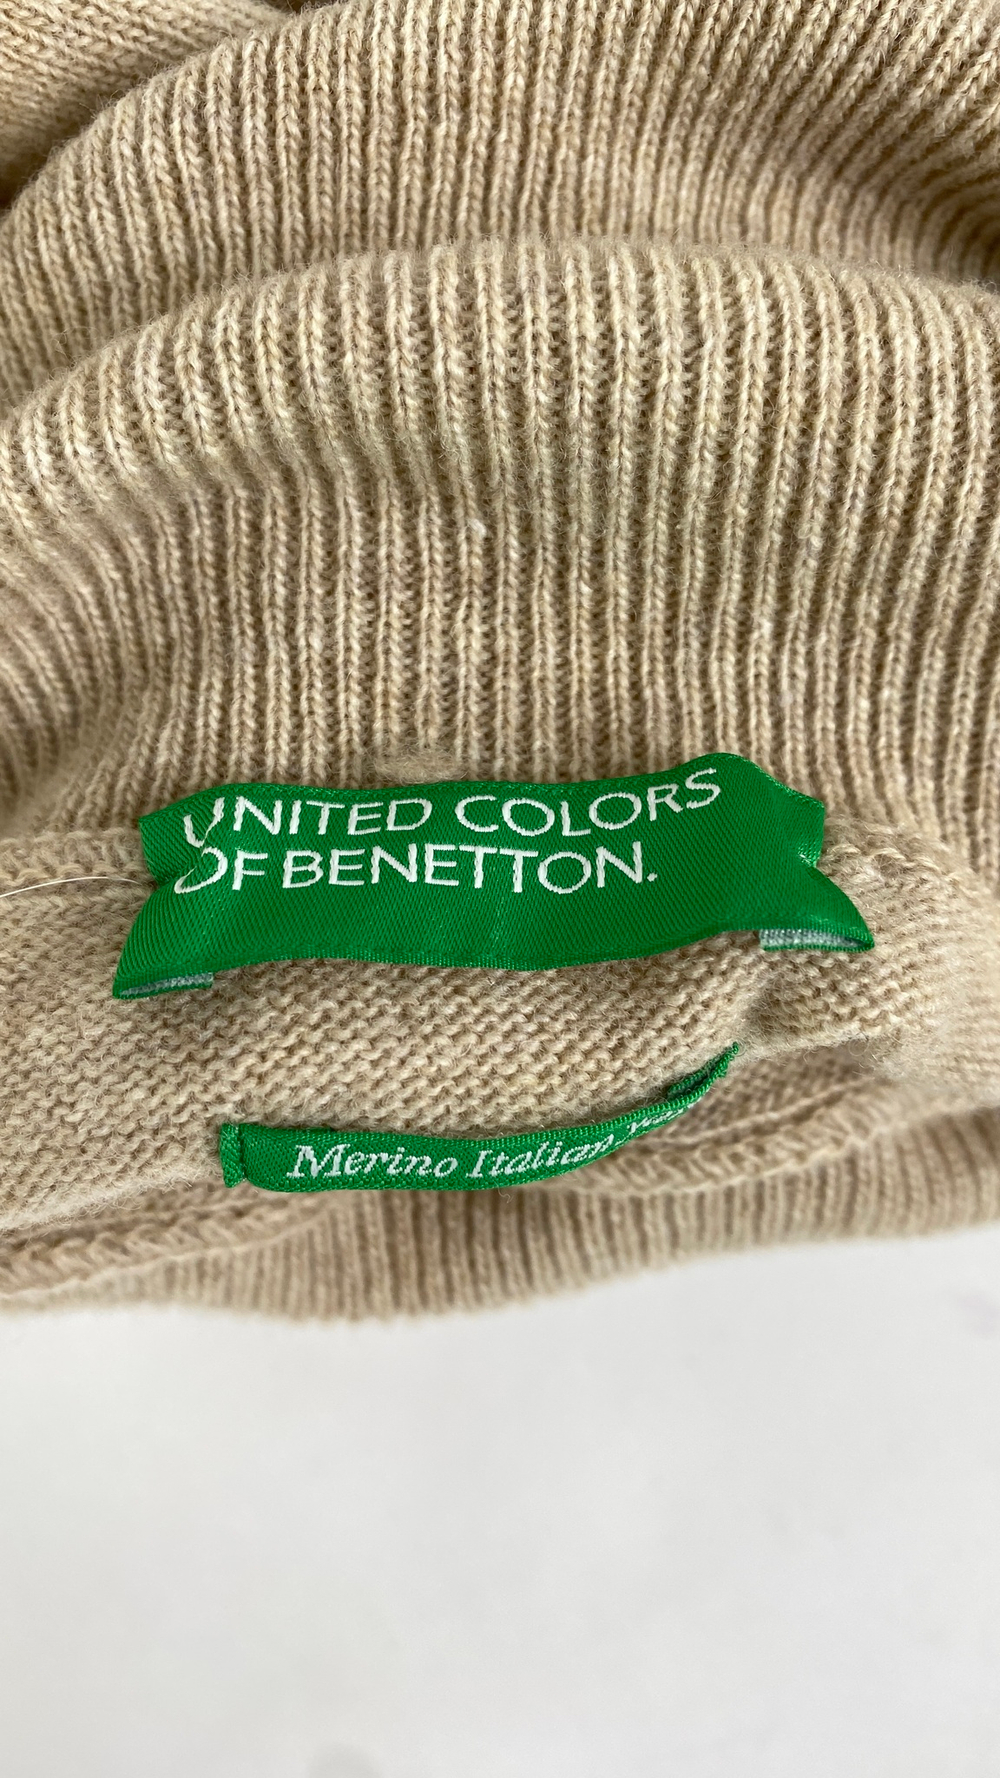 UNITED COLORS
OF BENETTON.
Merino Italian